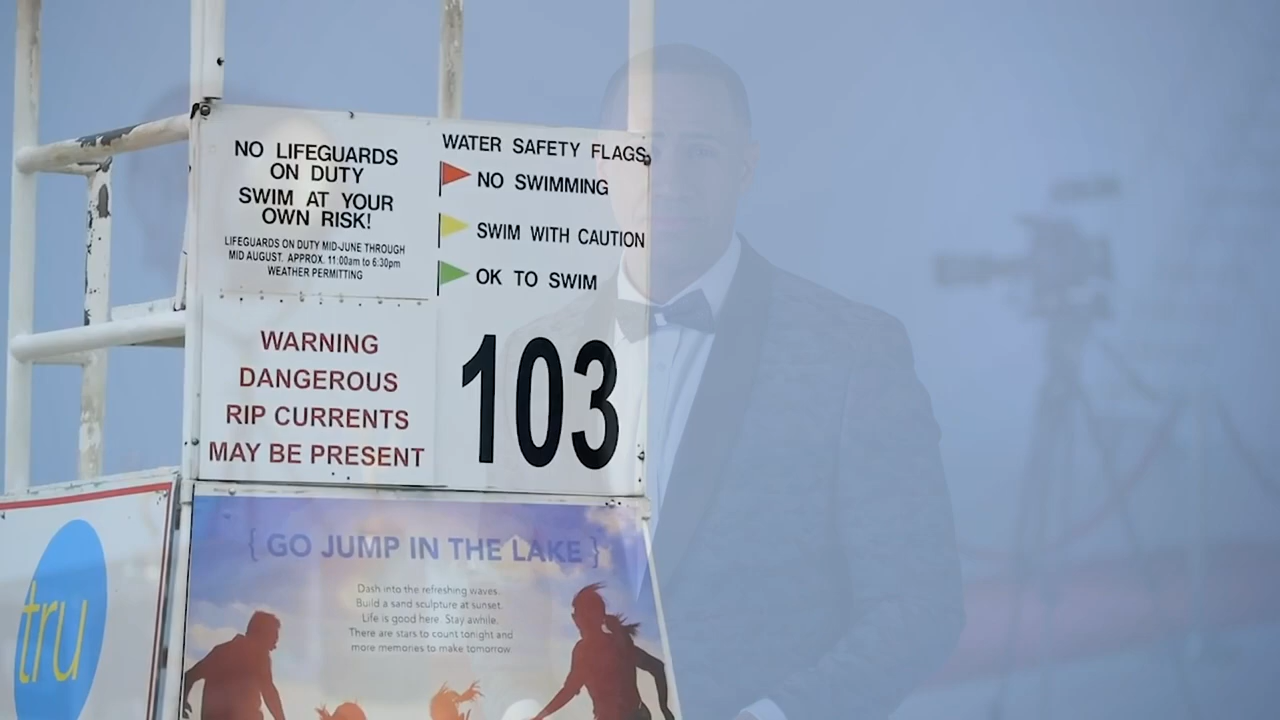 NO LIFEGUARDS
ON DUTY
SWIM AT YOUR
OWN RISK!
LIFEGUARDS ON DUTY MID-JUNE THROUGH
MID AUGUST. APPROX. 11:00am to 6:30pm
WEATHER PERMITTING
WATER SAFETY FLAGS
NO SWIMMING
SWIM WITH CAUTION
OK TO SWIM
WARNING
DANGEROUS
RIP CURRENTS
MAY BE PRESENT
103
{ GO JUMP IN THE LAKE }
Dash into the refreshing waves.
Build a sand sculpture at sunset.
Life is good here. Stay awhile.
There are stars to count tonight and
more memories to make tomorrow
tru